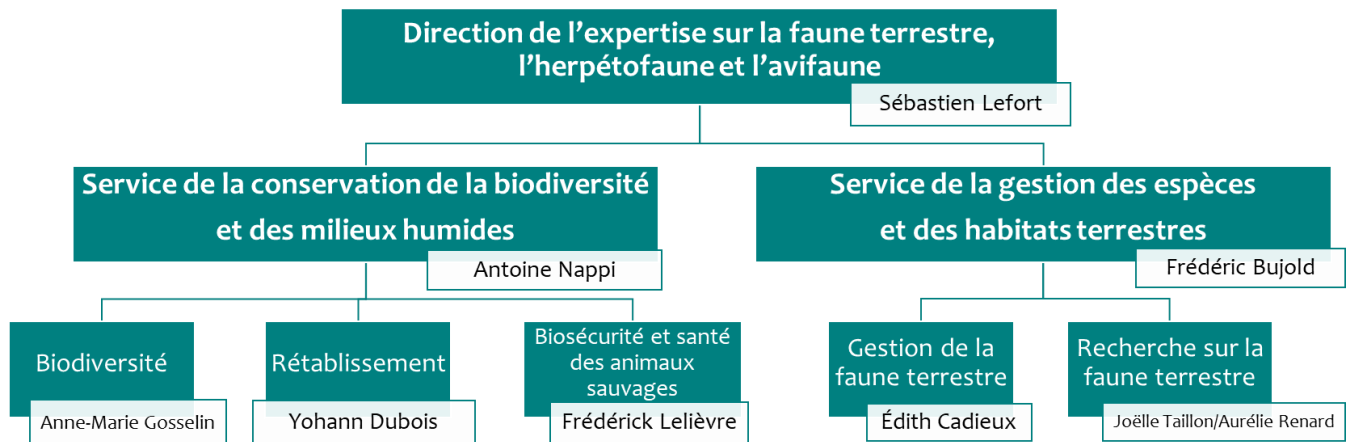 Direction de l'expertise sur la faune terrestre,
l'herpétofaune et l'avifaune
Sébastien Lefort
Service de la conservation de la biodiversité
et des milieux humides
Antoine Nappi
Service de la gestion des espèces
et des habitats terrestres
Frédéric Bujold
Biodiversité
Anne-Marie Gosselin
Rétablissement
Yohann Dubois
Biosécurité et santé
des animaux
sauvages
Frédérick Lelièvre
Gestion de la
faune terrestre
Édith Cadieux
Recherche sur la
faune terrestre
Joëlle Taillon/Aurélie Renard